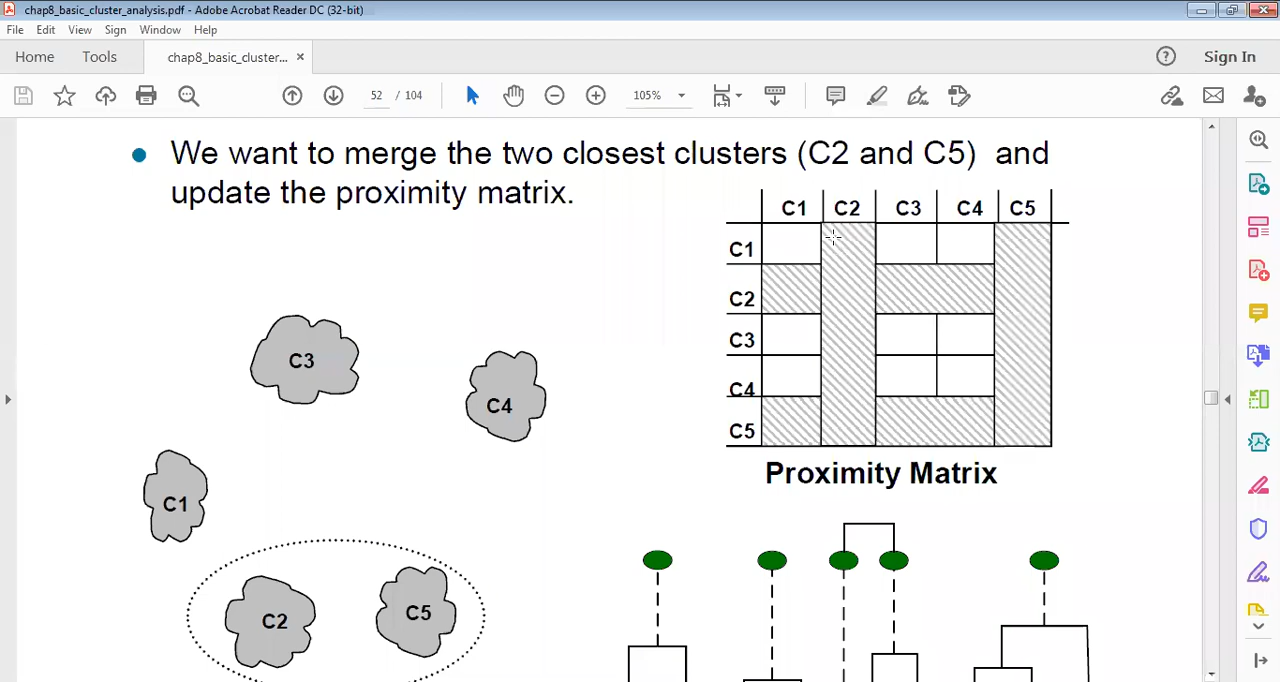 chap8_basic_cluster_analysis.pdf - Adobe Acrobat Reader DC (32-bit)
File Edit View Sign Window Help
Home Tools chap8_basic_cluster... × ? Sign In
52 / 104 105%
• We want to merge the two closest clusters (C2 and C5) and
update the proximity matrix.
C1 C2 C3 C4 C5
C1
C2
C3
C4
C5
Proximity Matrix
C3
C4
C1
C2
C5